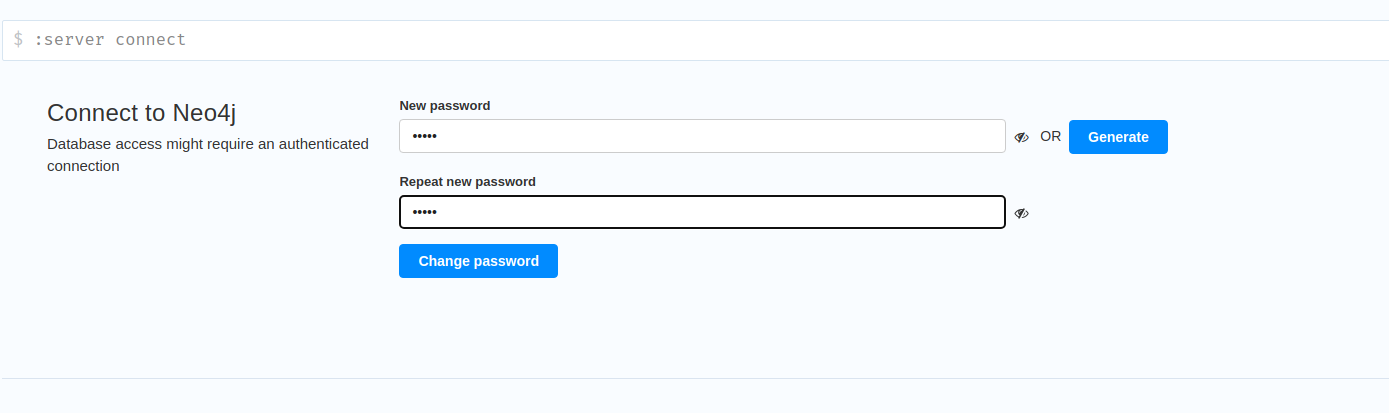 $ :server connect
Connect to Neo4j
Database access might require an authenticated
connection
New password
•••••
OR
Generate
Repeat new password
•••••
Change password